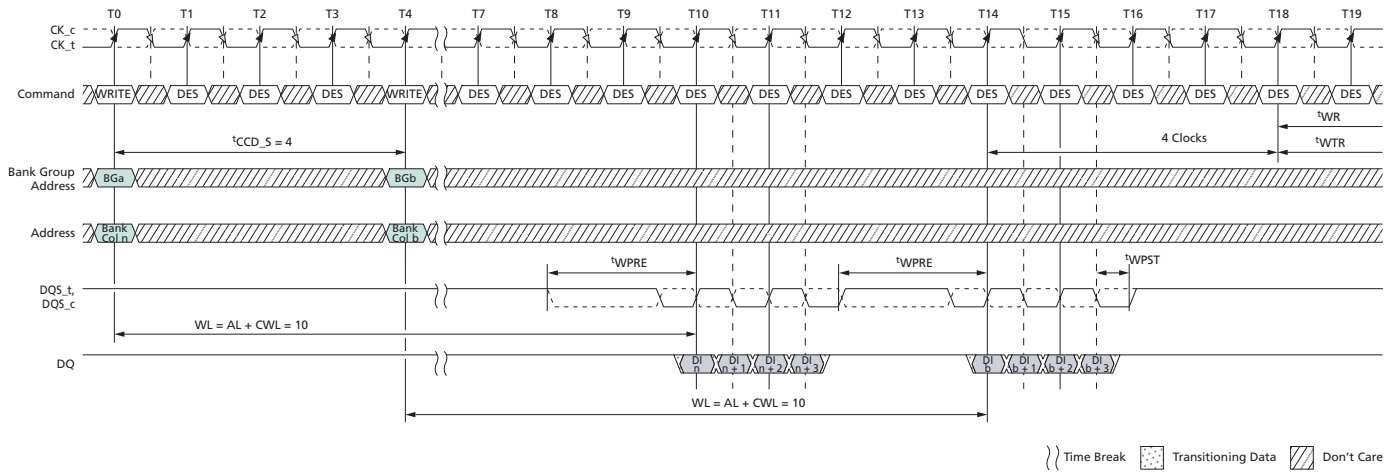 T0 T1 T2 T3 T4 T7 T8 T9 T10 T11 T12 T13 T14 T15 T16 T17 T18 T19
CK_c
CK_t
Command WRITE DES DES DES WRITE DES DES DES DES DES DES DES DES DES DES DES DES DES
tWR
tCCD_S = 4 4 Clocks tWTR
Bank Group
Address BGa BGb
Address Bank Col n Bank Col b
tWPRE tWPRE tWPST
DQS_t,
DQS_c
WL = AL + CWL = 10
DQ DI n DI n + 1 DI n + 2 DI n + 3 DI b DI b + 1 DI b + 2 DI b + 3
WL = AL + CWL = 10
Time Break Transitioning Data Don't Care